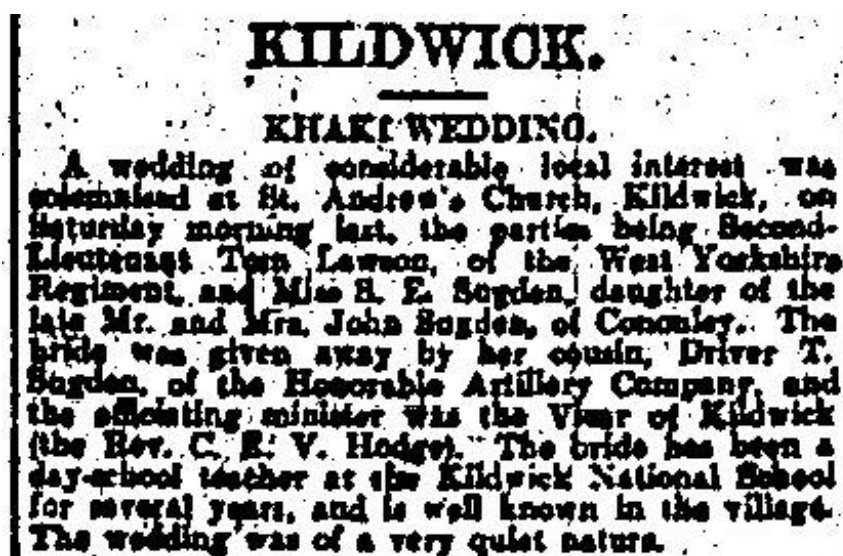 KILDWICK.
KHAKI WEDDING.
A wedding of considerable local interest was
solemnised at St. Andrew's Church, Kildwick, on
Saturday morning last, the parties being Second-
Lieutenant Tom Lawson, of the West Yorkshire
Regiment, and Miss S. E. Sugden, daughter of the
late Mr. and Mrs. John Sugden, of Cononley. The
bride was given away by her cousin, Driver T.
Sugden, of the Honorable Artillery Company, and
the officiating minister was the Vicar of Kildwick
(the Rev. C. E. V. Hodge). The bride has been a
day-school teacher at the Kildwick National School
for several years, and is well known in the village.
The wedding was of a very quiet nature.